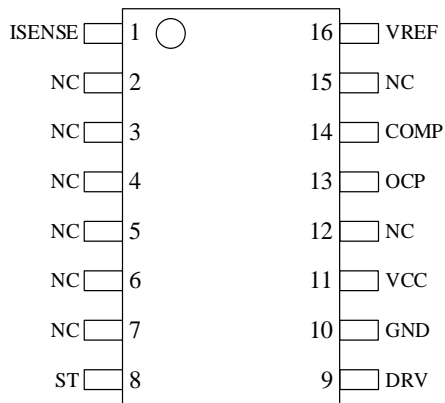 ISENSE 1 16 VREF
NC 2 15 NC
NC 3 14 COMP
NC 4 13 OCP
NC 5 12 NC
NC 6 11 VCC
NC 7 10 GND
ST 8 9 DRV